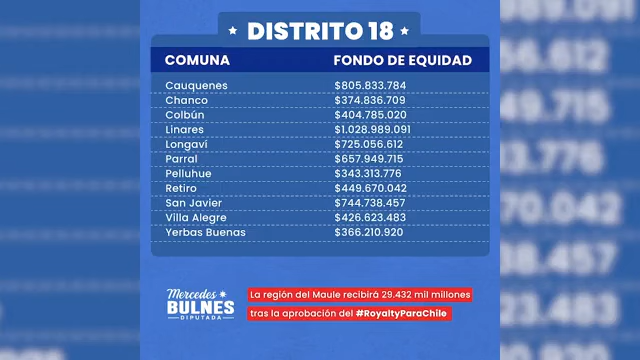 DISTRITO 18
COMUNA FONDO DE EQUIDAD
Cauquenes $805.833.784
Chanco $374.836.709
Colbún $404.785.020
Linares $1.028.989.091
Longaví $725.056.612
Parral $657.949.715
Pelluhue $343.313.776
Retiro $449.670.042
San Javier $744.738.457
Villa Alegre $426.623.483
Yerbas Buenas $366.210.920
Mercedes
BULNES
DIPUTADA
La región del Maule recibirá 29.432 mil millones
tras la aprobación del #RoyaltyParaChile